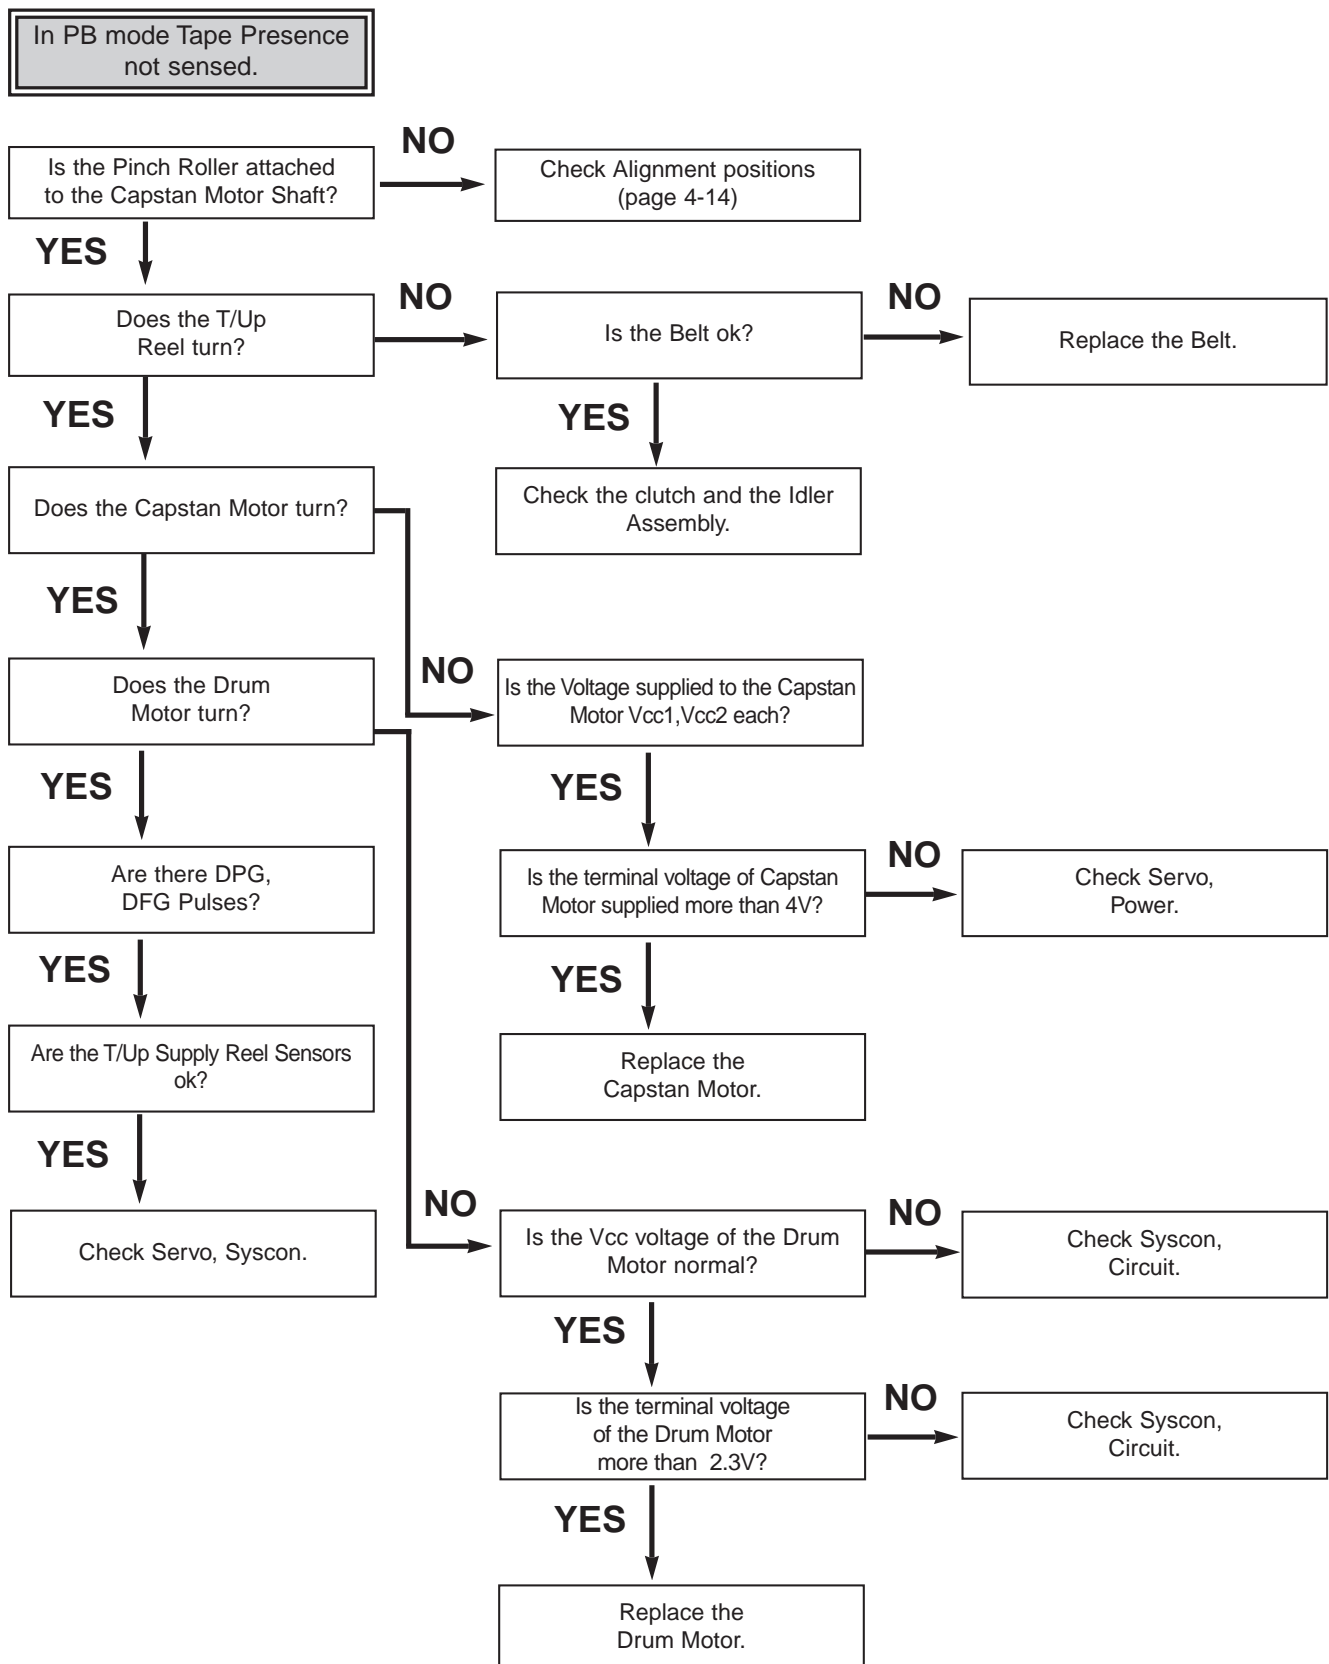 In PB mode Tape Presence
not sensed.
Is the Pinch Roller attached
to the Capstan Motor Shaft?
NO
Check Alignment positions
(page 4-14)
YES
Does the T/Up
Reel turn?
NO
Is the Belt ok?
NO
Replace the Belt.
YES
YES
Does the Capstan Motor turn?
Check the clutch and the Idler
Assembly.
YES
NO
Does the Drum
Motor turn?
Is the Voltage supplied to the Capstan
Motor Vcc1,Vcc2 each?
YES
YES
Are there DPG,
DFG Pulses?
Is the terminal voltage of Capstan
Motor supplied more than 4V?
NO
Check Servo,
Power.
YES
YES
Are the T/Up Supply Reel Sensors
ok?
Replace the
Capstan Motor.
YES
Check Servo, Syscon.
NO
Is the Vcc voltage of the Drum
Motor normal?
NO
Check Syscon,
Circuit.
YES
Is the terminal voltage
of the Drum Motor
more than 2.3V?
NO
Check Syscon,
Circuit.
YES
Replace the
Drum Motor.